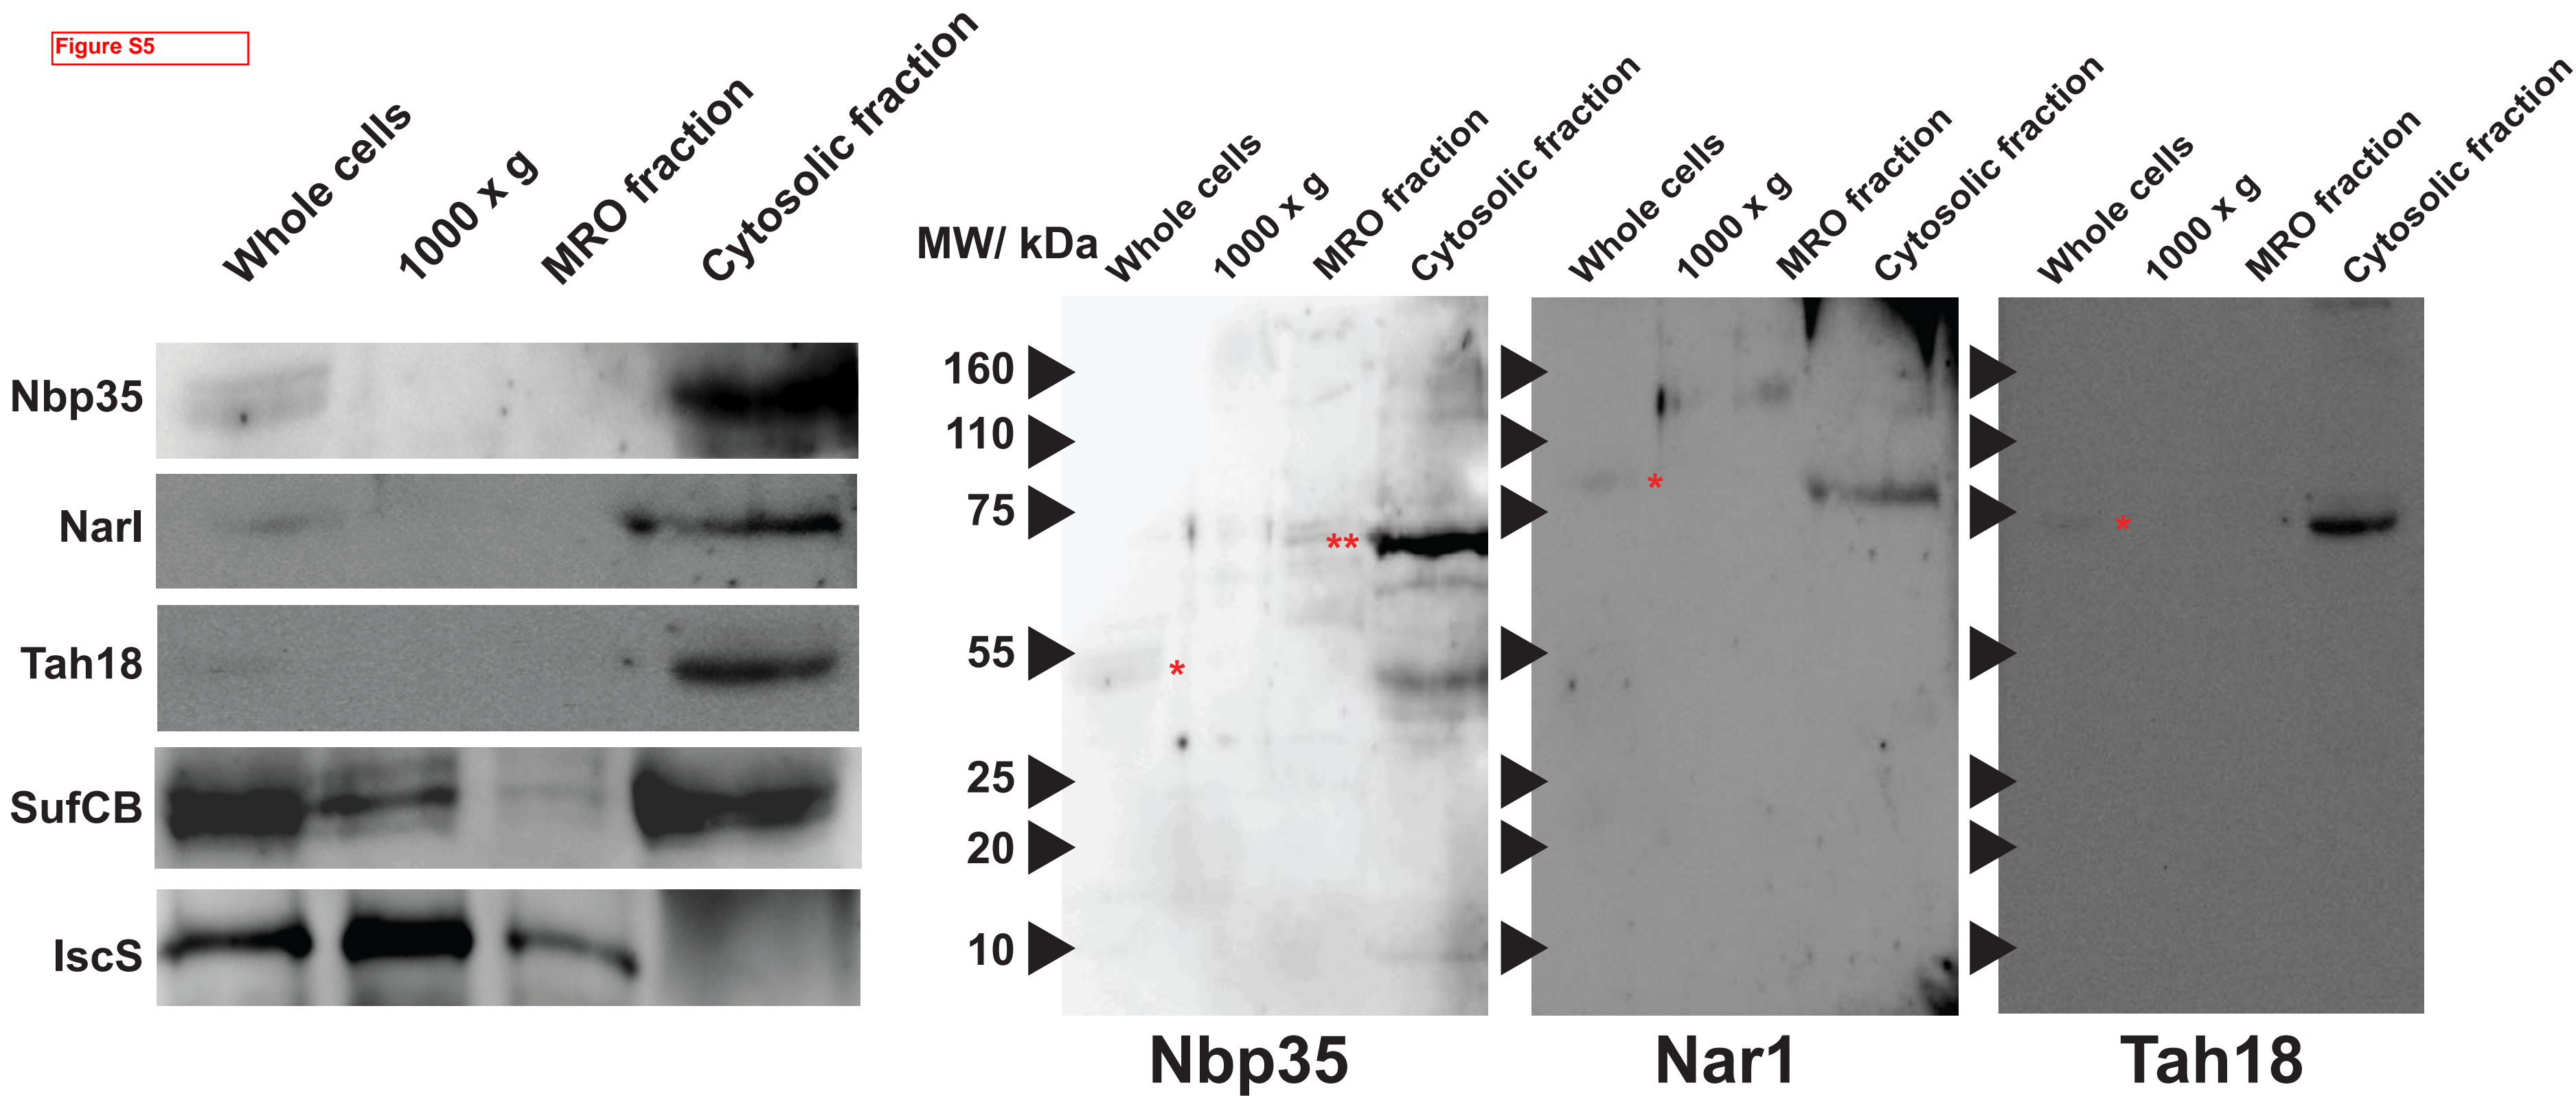 Figure S5
Whole cells
1000 x g
MRO fraction
Cytosolic fraction
Nbp35
NarI
Tah18
SufCB
IscS
MW/ kDa
Whole cells
1000 x g
MRO fraction
Cytosolic fraction
Whole cells
1000 x g
MRO fraction
Cytosolic fraction
Whole cells
1000 x g
MRO fraction
Cytosolic fraction
160
110
75
55
25
20
10
*
**
*
*
Nbp35
Nar1
Tah18